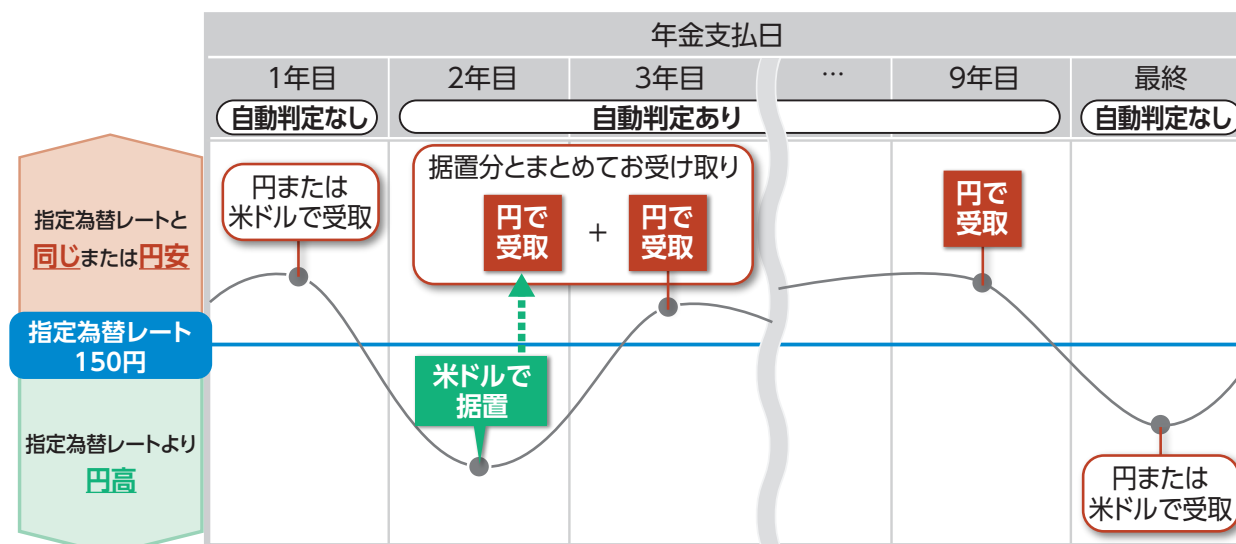 年金支払日
1年目
2年目
3年目
…
9年目
最終
自動判定なし
自動判定あり
自動判定なし
指定為替レートと
同じまたは円安
指定為替レート
150円
指定為替レートより
円高
円または
米ドルで受取
据置分とまとめてお受け取り
円で
受取
+
円で
受取
米ドルで
据置
円で
受取
円または
米ドルで受取